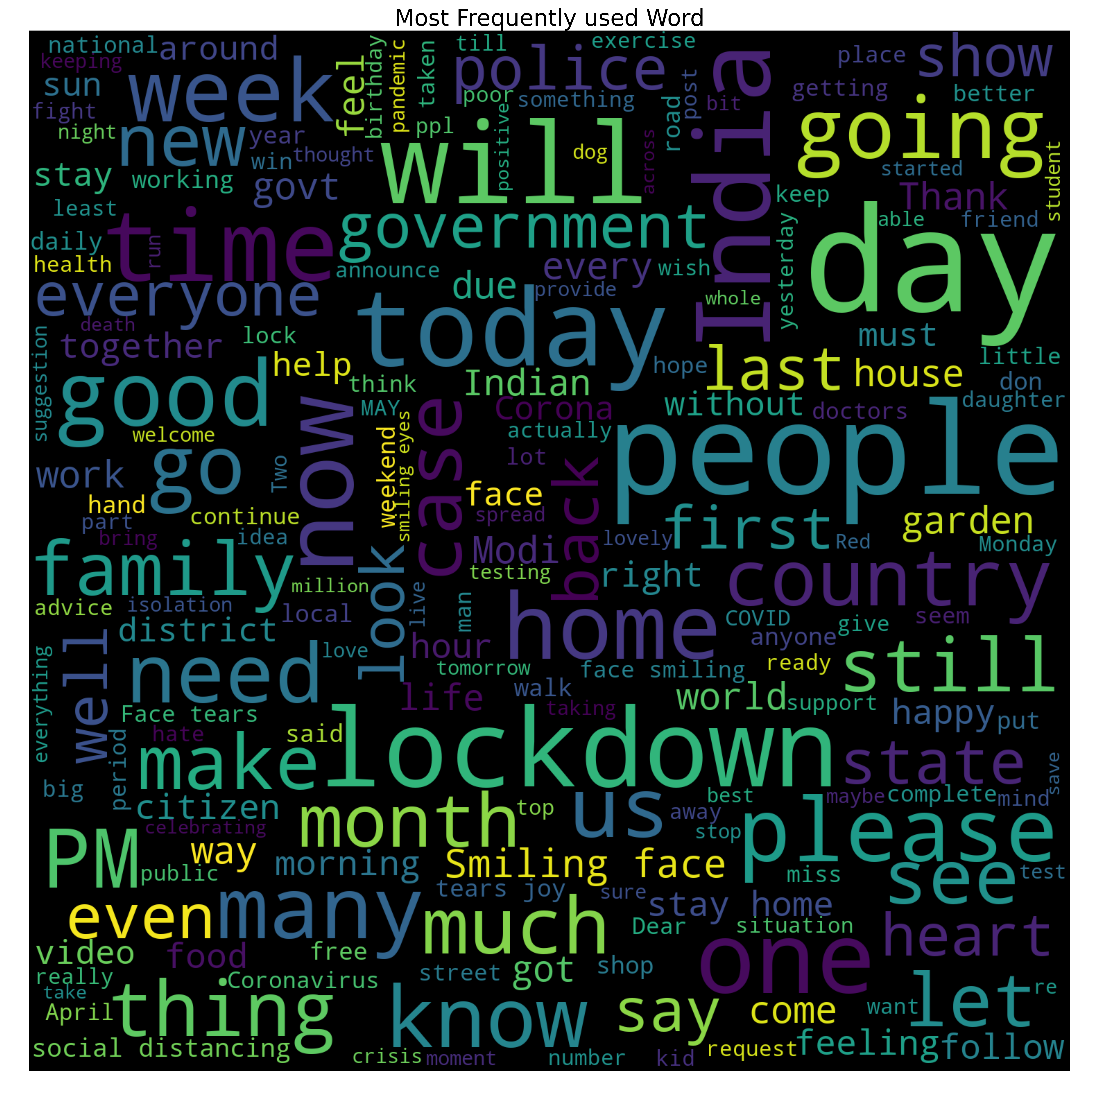 Most Frequently used Word
national
around
till
exercise
place
show
keeping
week
feel
birthday
pandemic
taken
police
India
sun
poor
something
road
post
bit
getting
better
fight
new
year
ppl
will
positive
dog
across
going
night
win
thought
started
student
stay
working
govt
keep
Thank
least
time
run
government
able
friend
daily
day
health
announce
every
wish
yesterday
everyone
due
provide
whole
death
today
together
lock
must
suggestion
help
hope
last
house
little
good
think
Indian
don
now
MAY
case
Corona
without
doctors
daughter
welcome
smiling eyes
actually
people
work
go
Two
weekend
lot
back
hand
face
first
garden
part
continue
spread
bring
idea
look
Modi
lovely
Red
Monday
family
testing
right
country
million
live
advice
isolation
local
man
home
COVID
give
seem
district
hour
anyone
everything
well
need
love
tomorrow
face smiling
ready
still
life
walk
world
support
Face tears
taking
happy
put
hate
said
lockdown
period
make
state
save
big
best
maybe
complete
mind
citizen
month
top
us
away
please
celebrating
stop
PM
way
public
morning
Smiling face
miss
see
test
even
many
tears joy
sure
stay home
much
Dear
situation
heart
video
food
free
one
really
Coronavirus
street
got
shop
take
April
thing
know
say
come
want
let
re
social distancing
crisis
moment
number
kid
request
feeling
follow